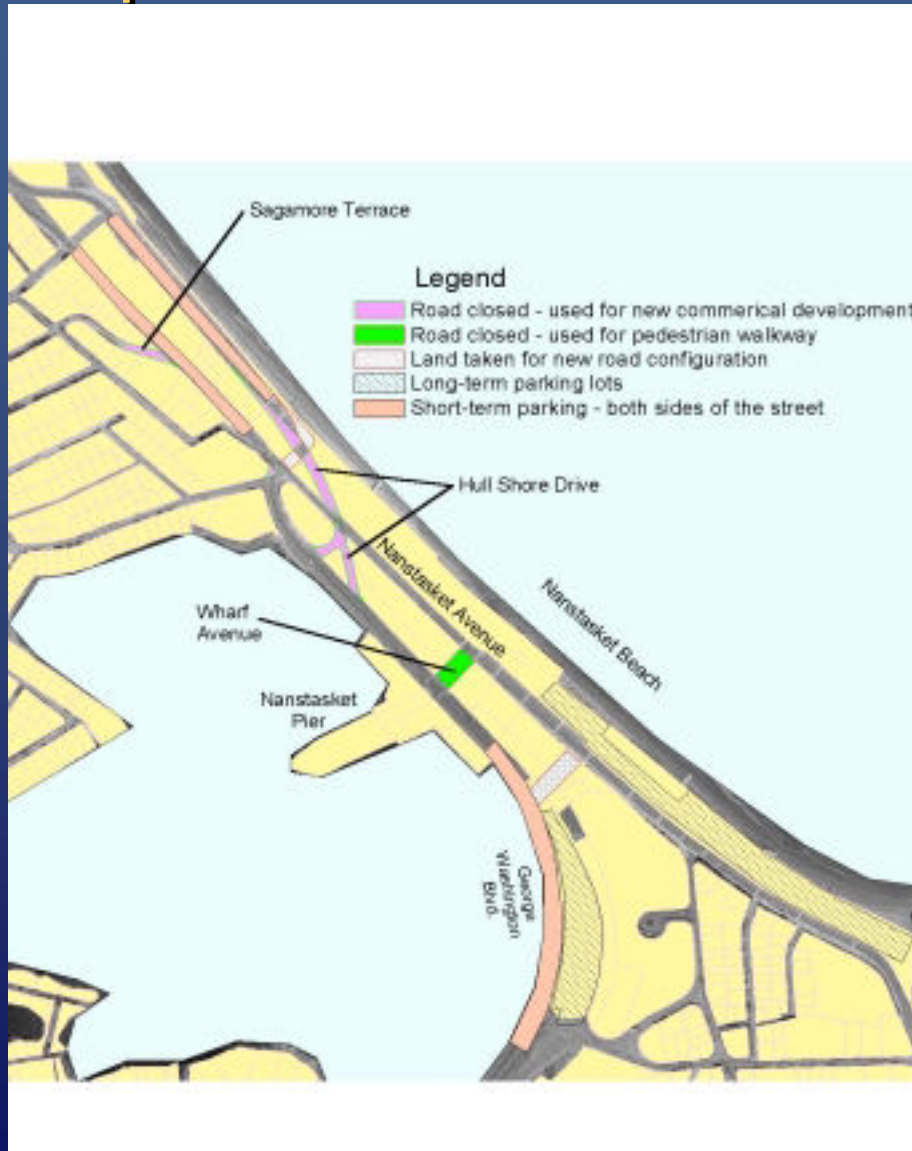 Sagamore Terrace
Legend
Road closed - used for new commerical development
Road closed - used for pedestrian walkway
Land taken for new road configuration
Long-term parking lots
Short-term parking - both sides of the street
Hull Shore Drive
Nanstasket Avenue
Nanstasket Beach
Wharf
Avenue
Nanstasket
Pier
George
Washington
Blvd.